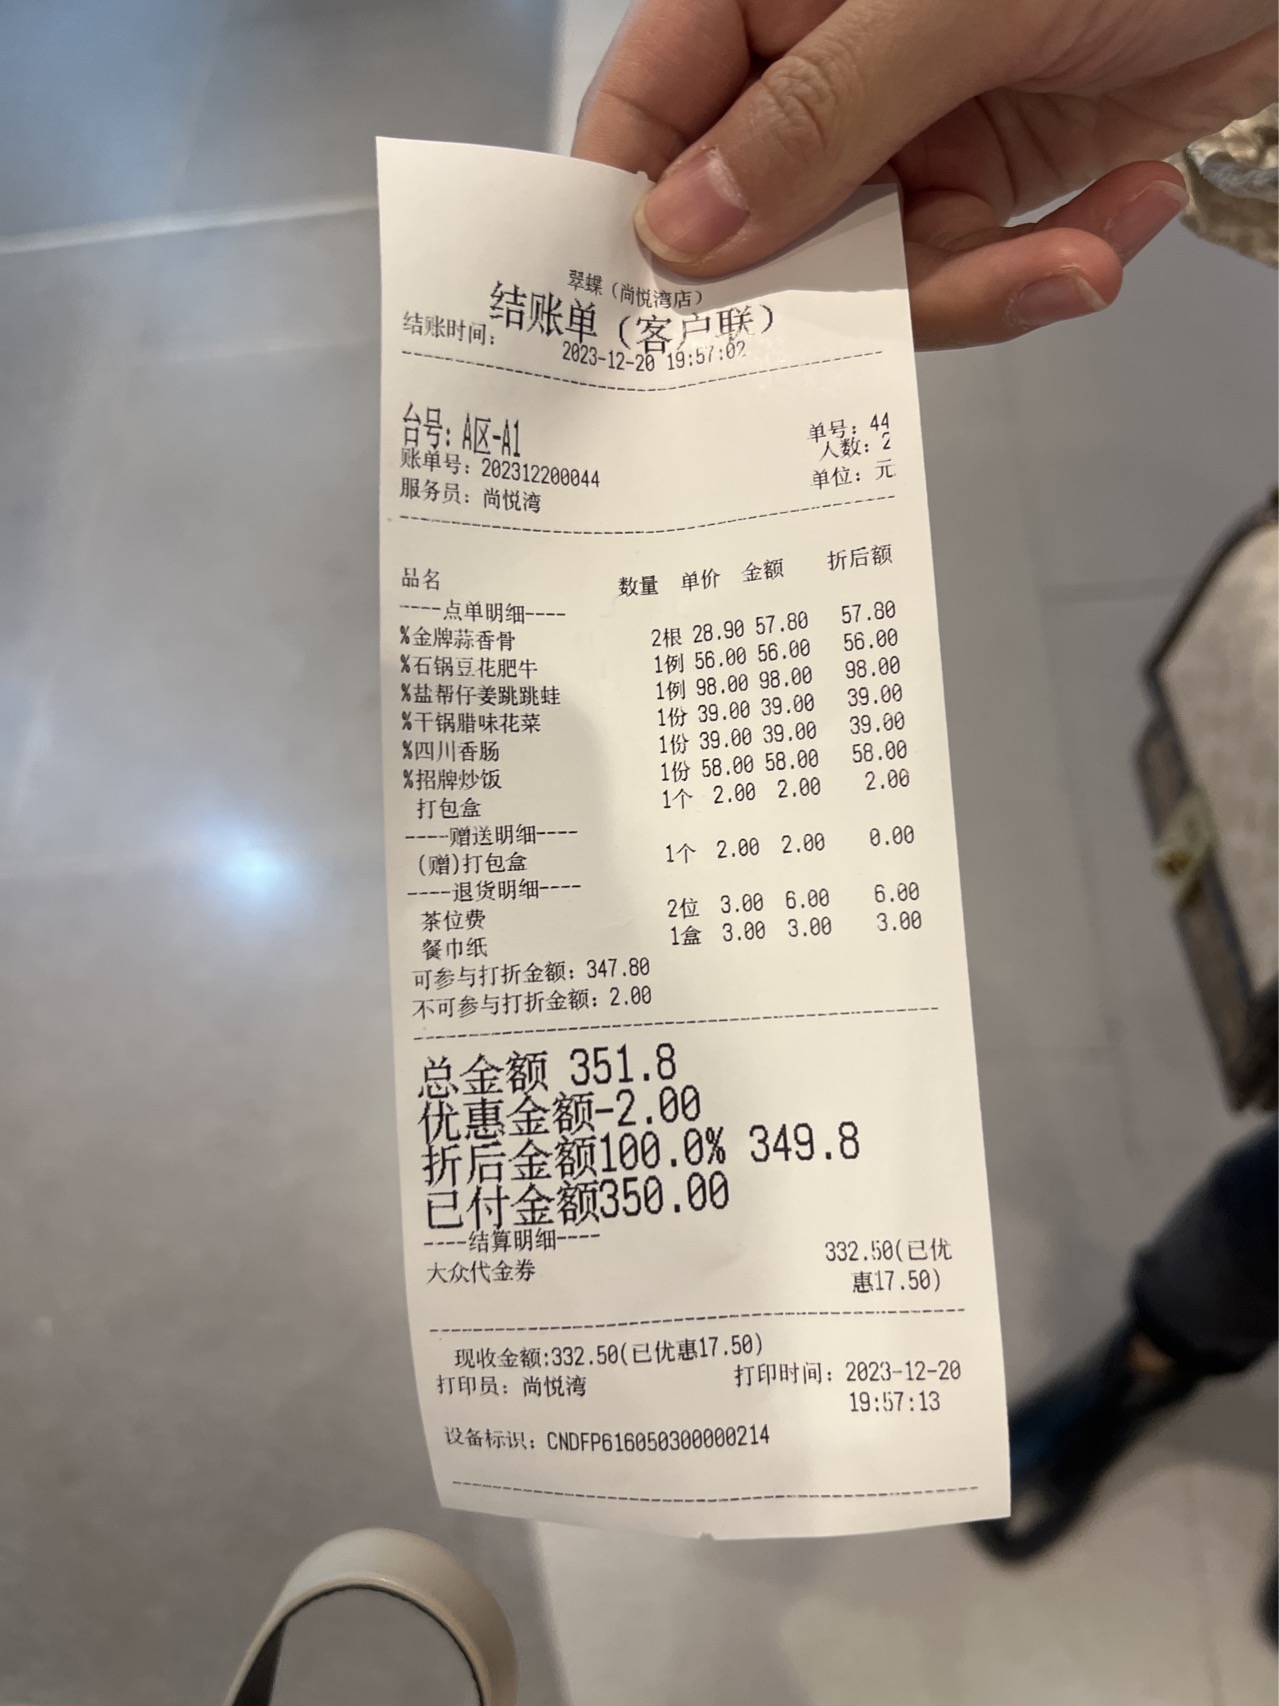 翠蝶（尚悦湾店）
结账单（客户联）
结账时间： 2023-12-20 19:57:02
台号：A区-A1 单号：44
人数：2
账单号：202312200044
服务员：尚悦湾 单位：元
品名 数量 单价 金额 折后额
----点单明细----
%金牌蒜香骨 2根 28.90 57.80 57.80
%石锅豆花肥牛 1例 56.00 56.00 56.00
%盐帮仔姜跳跳蛙 1例 98.00 98.00 98.00
%干锅腊味花菜 1份 39.00 39.00 39.00
%四川香肠 1份 39.00 39.00 39.00
%招牌炒饭 1份 58.00 58.00 58.00
打包盒 1个 2.00 2.00 2.00
----赠送明细----
(赠)打包盒 1个 2.00 2.00 0.00
----退货明细----
茶位费 2位 3.00 6.00 6.00
餐巾纸 1盒 3.00 3.00 3.00
可参与打折金额：347.80
不可参与打折金额：2.00
总金额 351.8
优惠金额-2.00
折后金额100.0% 349.8
已付金额350.00
----结算明细----
大众代金券 332.50(已优
惠17.50)
现收金额:332.50(已优惠17.50)
打印员：尚悦湾 打印时间：2023-12-20
19:57:13
设备标识：CNDFP616050300000214